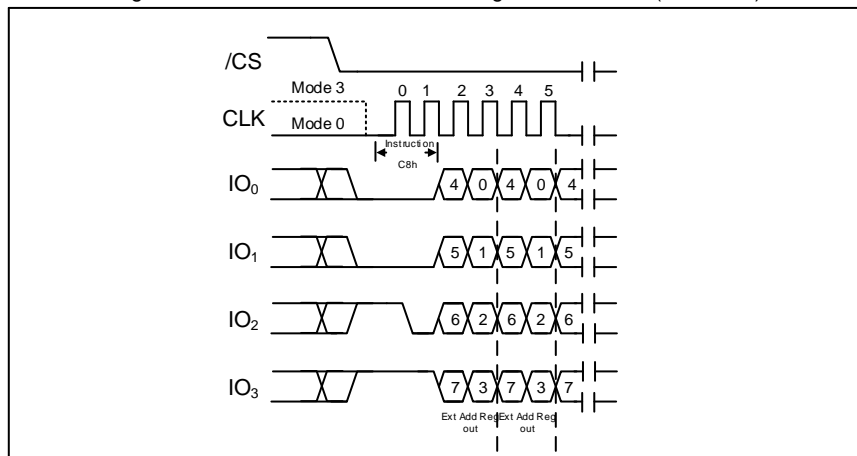 /CS
Mode 3
0 1 2 3 4 5
CLK
Mode 0
Instruction
C8h
IO0
4 0 4 0 4
IO1
5 1 5 1 5
IO2
6 2 6 2 6
IO3
7 3 7 3 7
Ext Add Reg Ext Add Reg
out out